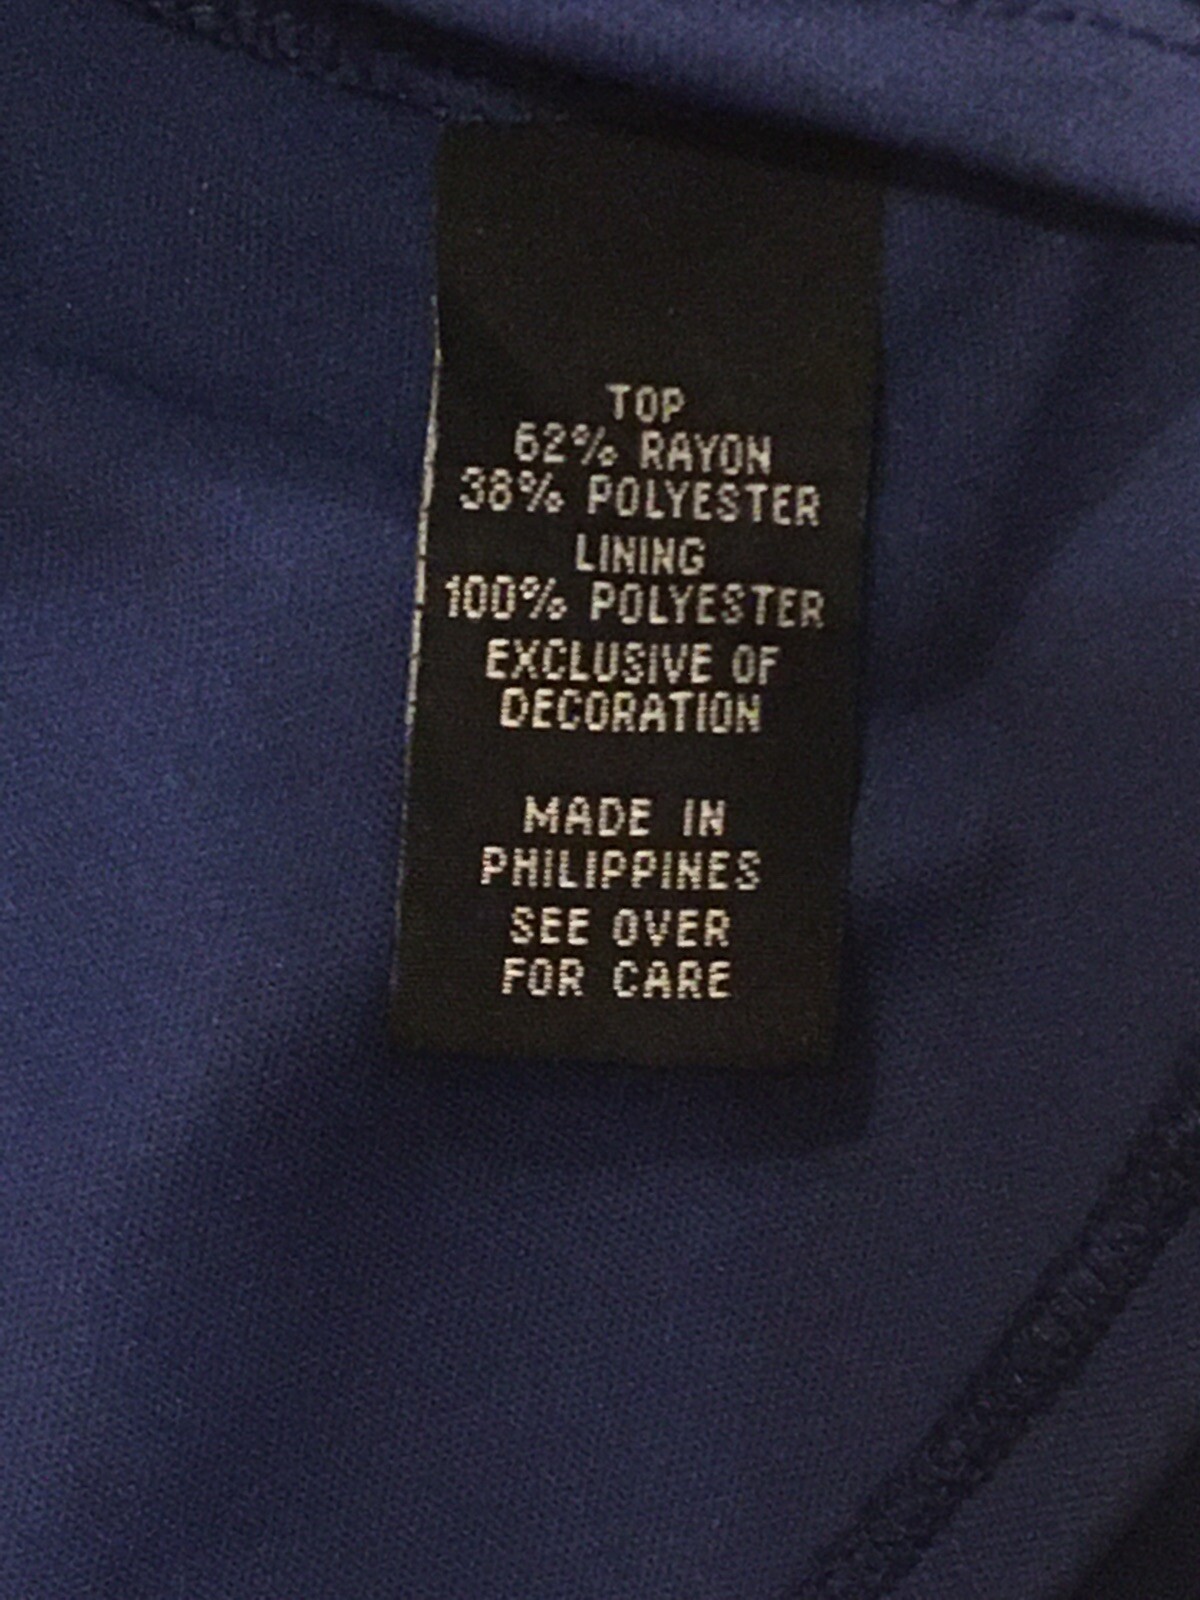 TOP
62% RAYON
38% POLYESTER
LINING
100% POLYESTER
EXCLUSIVE OF
DECORATION
MADE IN
PHILIPPINES
SEE OVER
FOR CARE